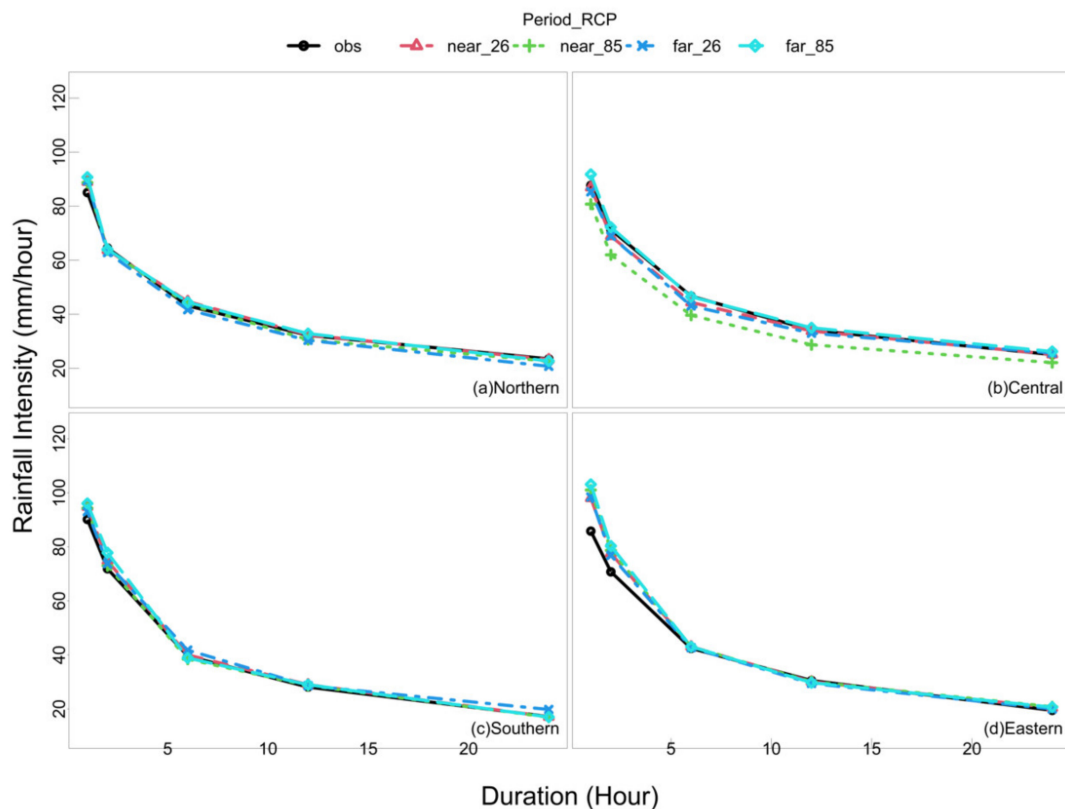 Period_RCP
obs near_26 near_85 far_26 far_85
Rainfall Intensity (mm/hour)
120
100
80
60
40
20
(a)Northern
(b)Central
120
100
80
60
40
20
(c)Southern
(d)Eastern
5 10 15 20
5 10 15 20
Duration (Hour)